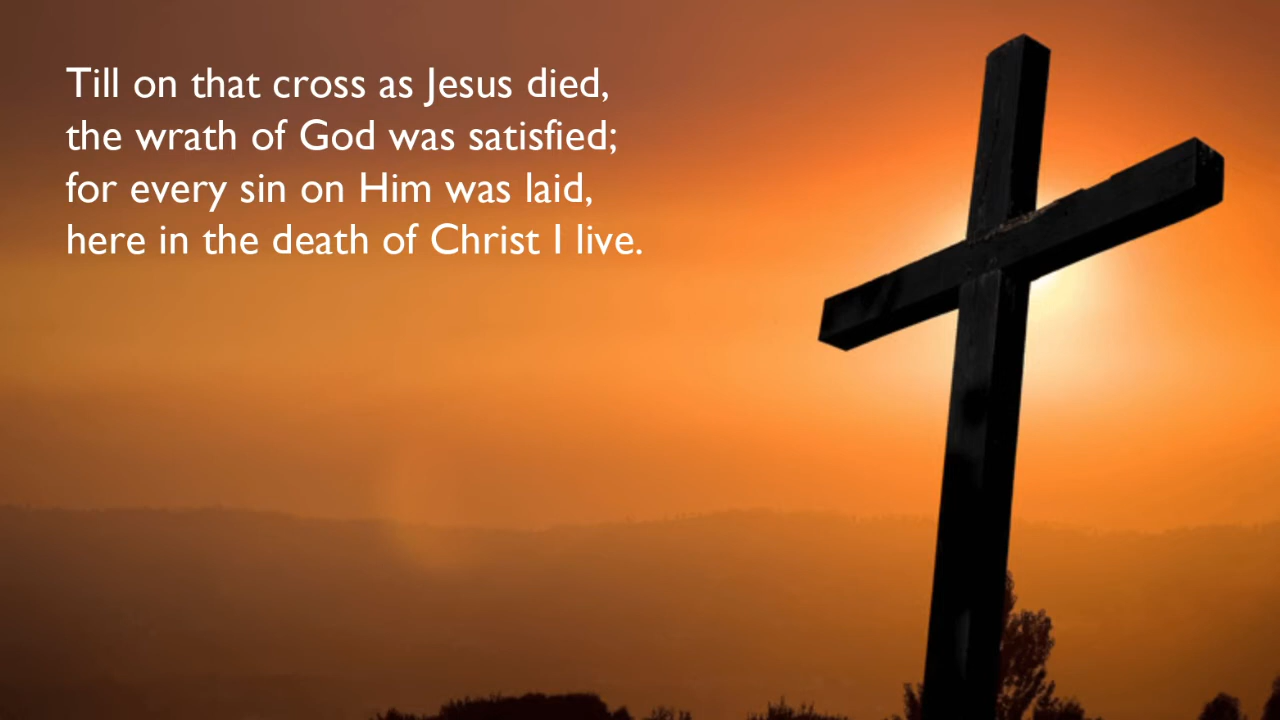 Till on that cross as Jesus died,
the wrath of God was satisfied;
for every sin on Him was laid,
here in the death of Christ I live.